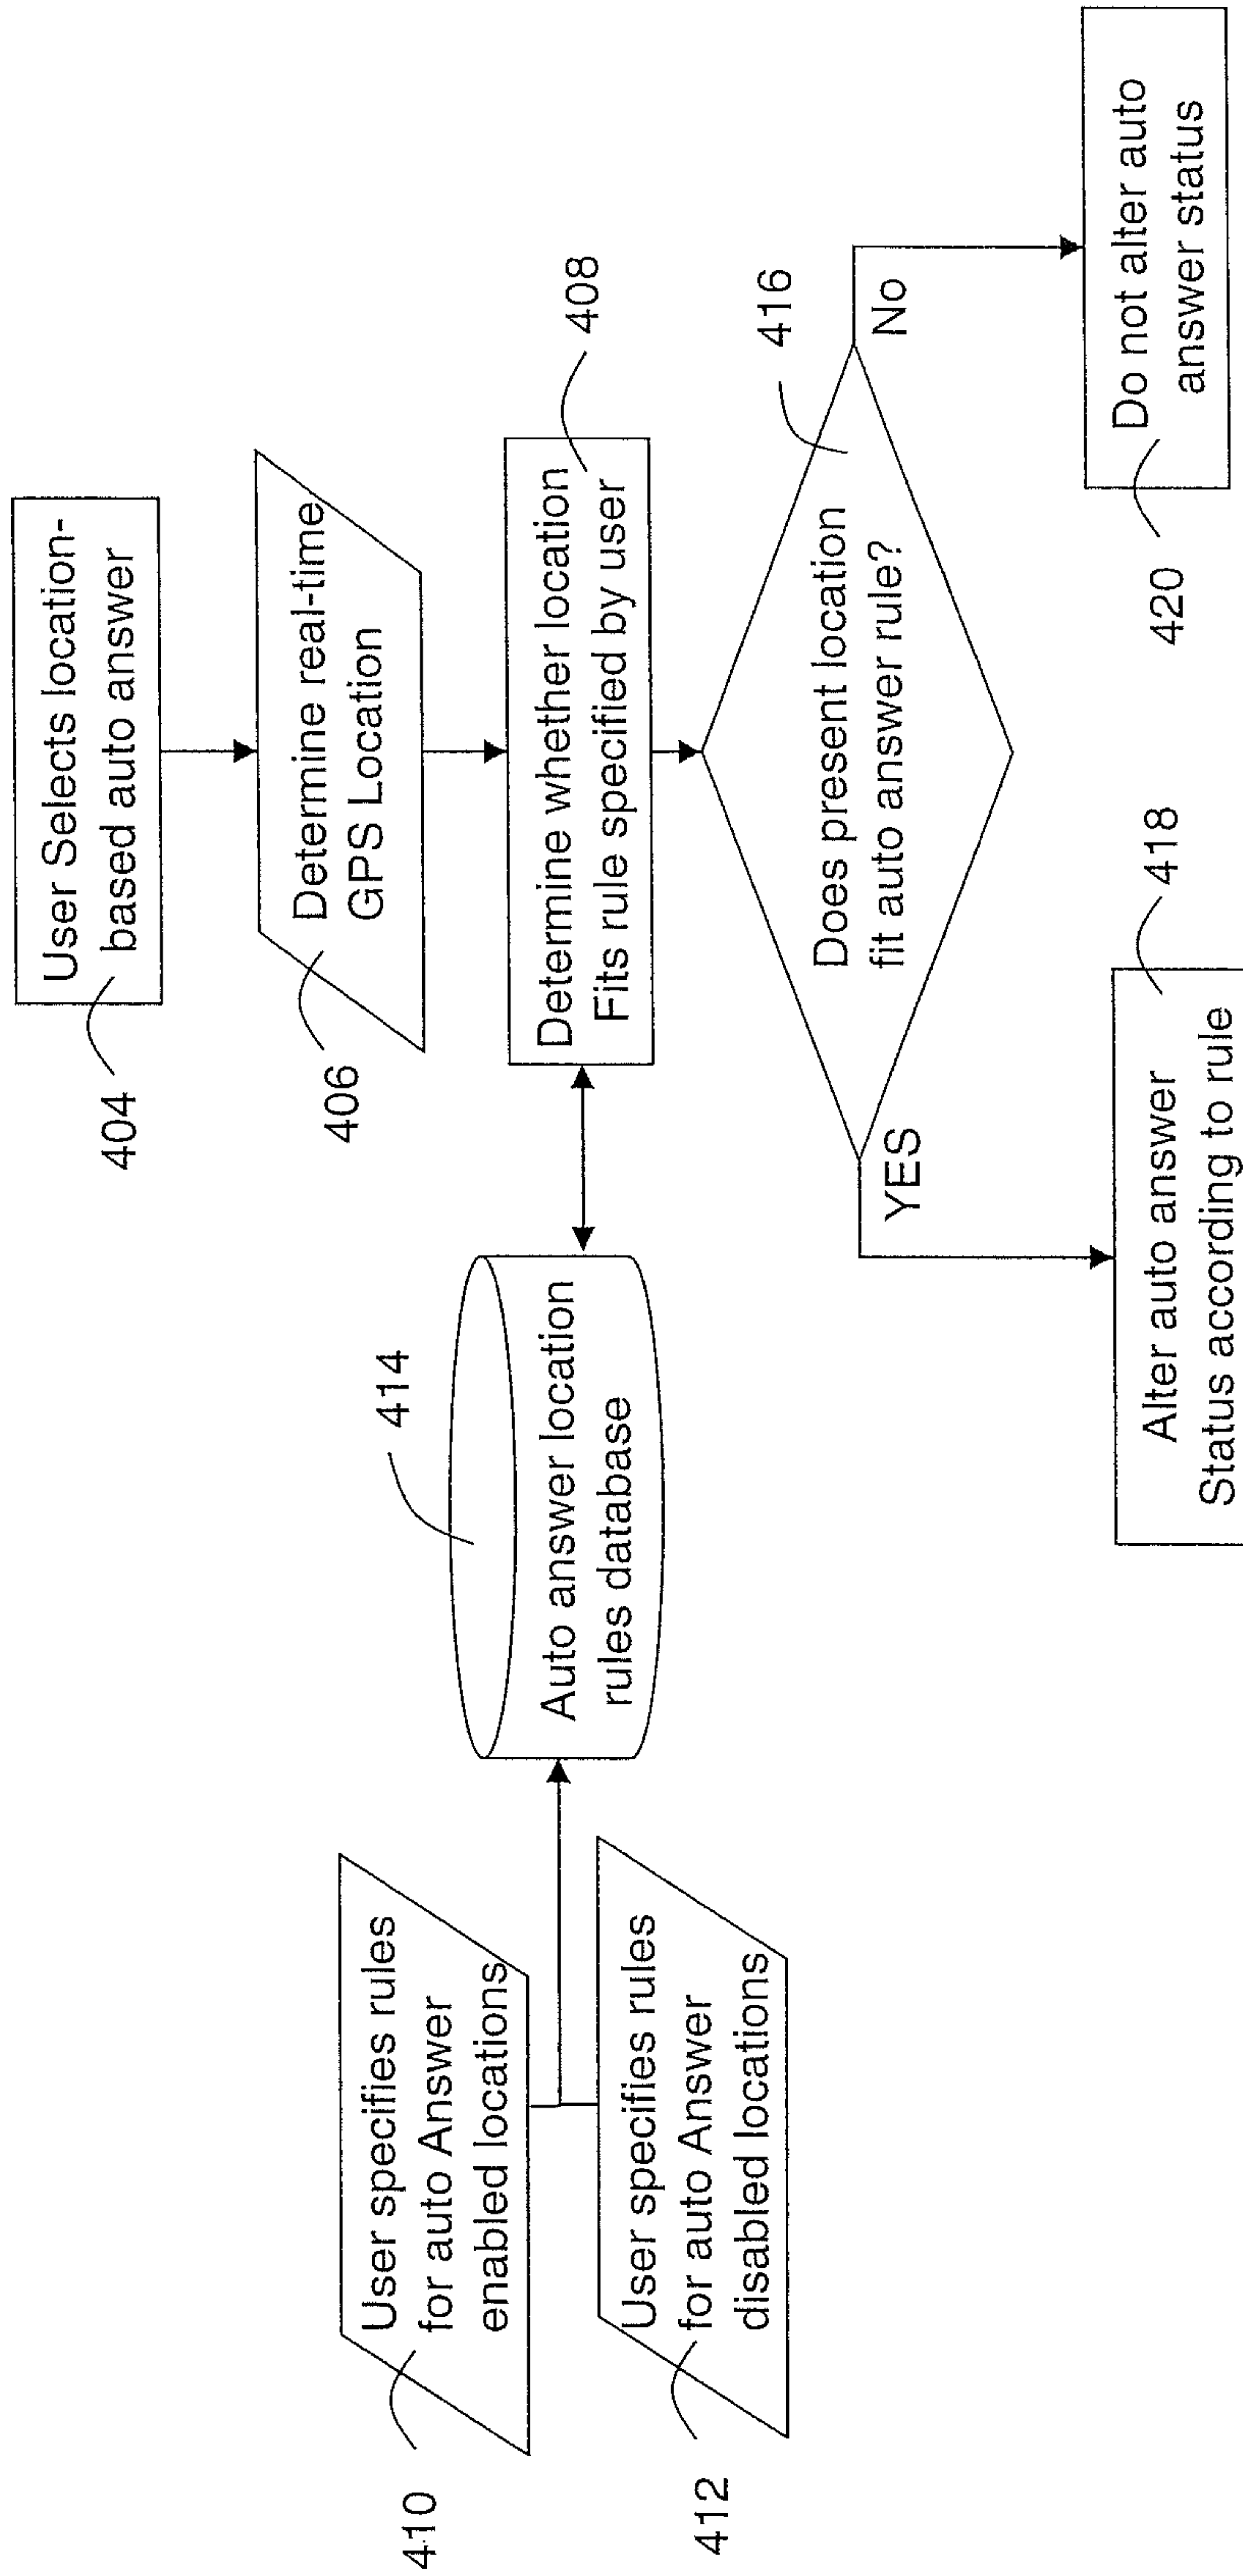 User Selects location-
based auto answer
404
Determine real-time
GPS Location
406
Determine whether location
Fits rule specified by user
408
User specifies rules
for auto Answer
enabled locations
410
User specifies rules
for auto Answer
disabled locations
412
Auto answer location
rules database
414
Does present location
fit auto answer rule?
416
YES
No
Alter auto answer
Status according to rule
418
Do not alter auto
answer status
420